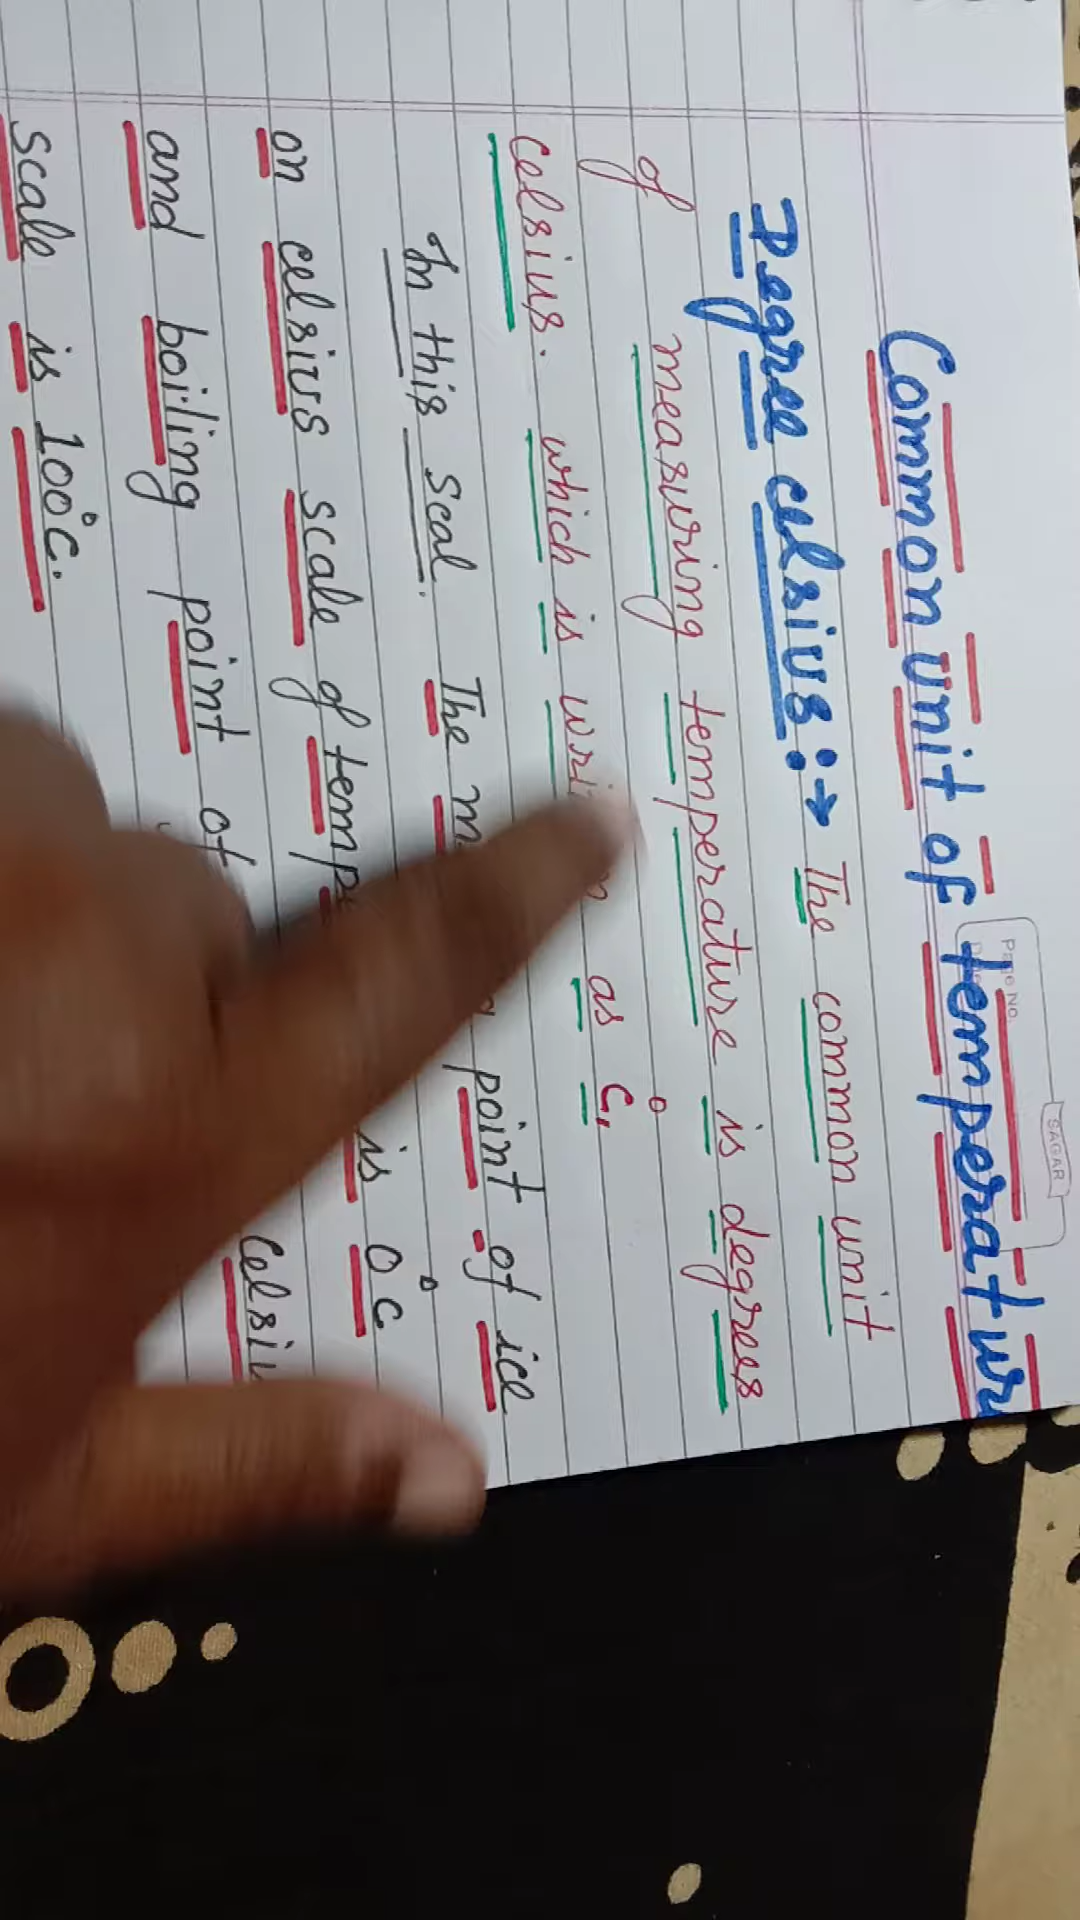 Page No.
SAGAR
Common unit of temperatur
Degree celsius:→ The common unit
of measuring temperature is degrees
celsius. which is as °C,
In this scal. The point of ice
on celsius scale of is 0°c
and boiling point of Celsiu
scale is 100°c.